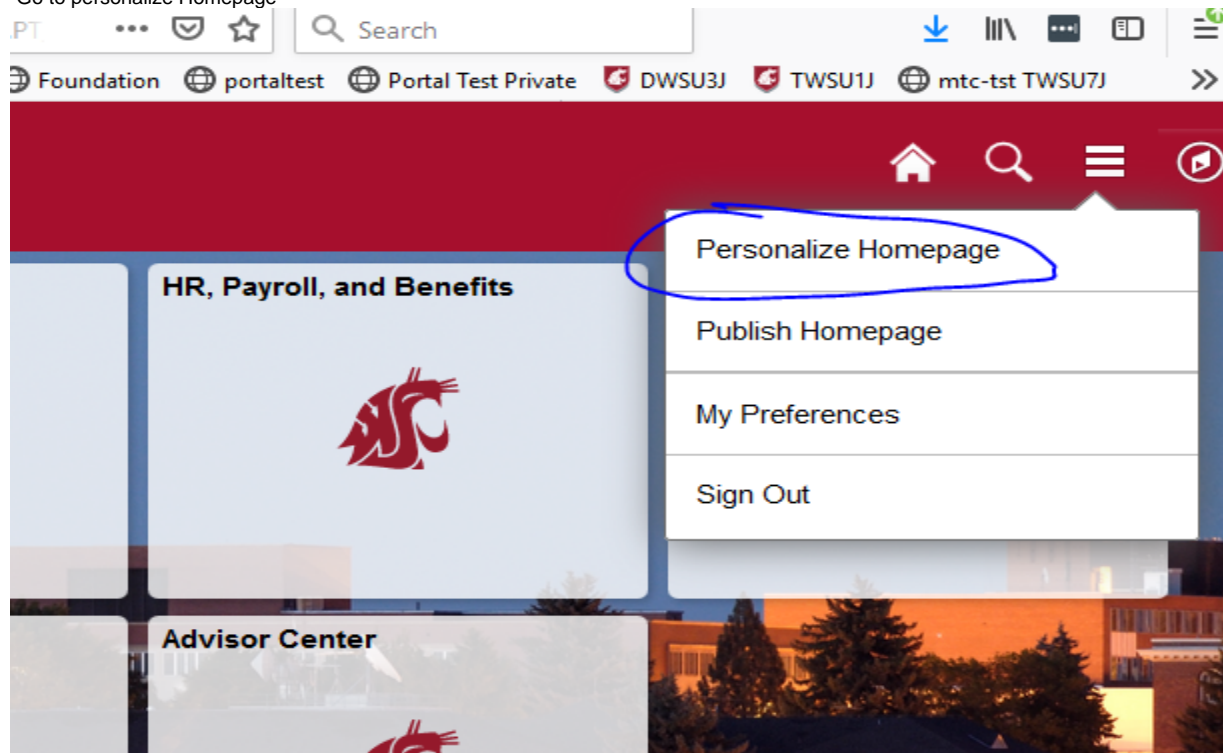 Go to personalize Homepage
Search
Foundation portaltest Portal Test Private DWSU3J TWSU1J mtc-tst TWSU7J
Personalize Homepage
HR, Payroll, and Benefits
Publish Homepage
My Preferences
Sign Out
Advisor Center